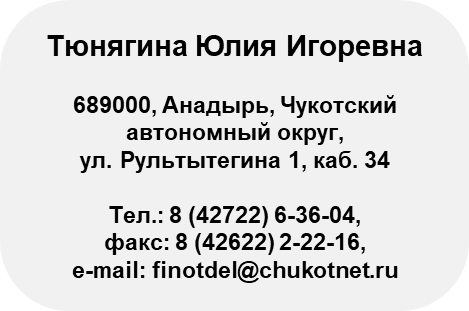 Тюнягина Юлия Игоревна
689000, Анадырь, Чукотский
автономный округ,
ул. Рультытегина 1, каб. 34
Тел.: 8 (42722) 6-36-04,
факс: 8 (42622) 2-22-16,
e-mail: finotdel@chukotnet.ru